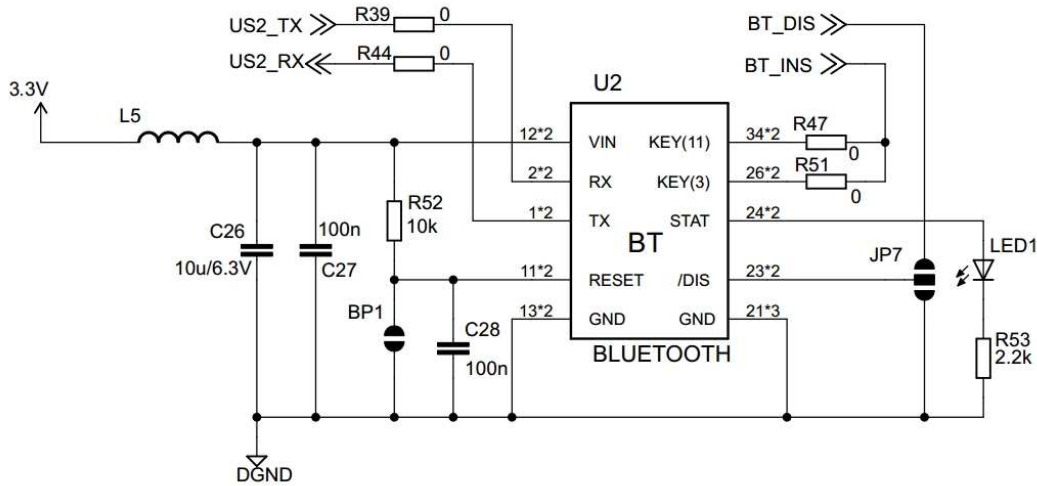 US2_TX
R39
0
BT_DIS
US2_RX
R44
0
BT_INS
3.3V
L5
U2
12*2
VIN
KEY(11)
34*2
R47
0
2*2
RX
KEY(3)
26*2
R51
0
R52
10k
1*2
TX
STAT
24*2
C26
10u/6.3V
100n
C27
BT
JP7
LED1
11*2
RESET
/DIS
23*2
BP1
13*2
GND
GND
21*3
C28
100n
BLUETOOTH
R53
2.2k
DGND